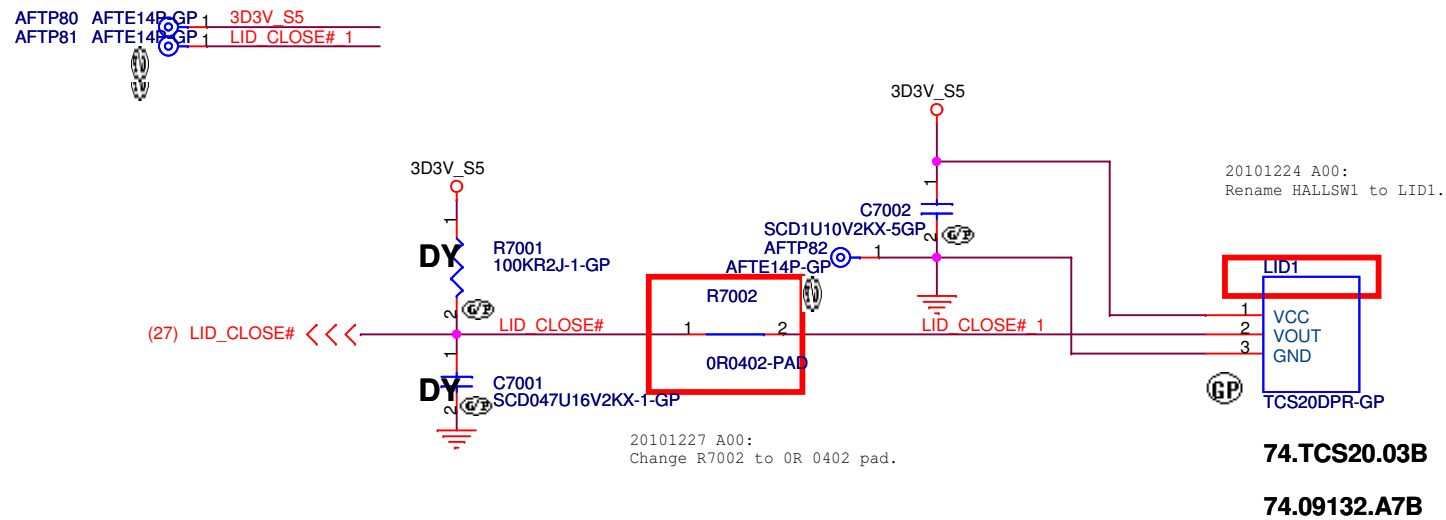 AFTP80 AFTE14P-GP 1 3D3V_S5
AFTP81 AFTE14P-GP 1 LID_CLOSE#_1
3D3V_S5
3D3V_S5
20101224 A00:
Rename HALLSW1 to LID1.
1
1
C7002
SCD1U10V2KX-5GP
2
G/P
DY
R7001
100KR2J-1-GP
AFTP82
AFTE14P-GP
1
LID1
2
G/P
R7002
1 VCC
2 VOUT
3 GND
(27) LID_CLOSE#
LID_CLOSE#
1
2
LID_CLOSE#_1
0R0402-PAD
1
DY
C7001
SCD047U16V2KX-1-GP
2
G/P
GP
TCS20DPR-GP
20101227 A00:
Change R7002 to 0R 0402 pad.
74.TCS20.03B
74.09132.A7B